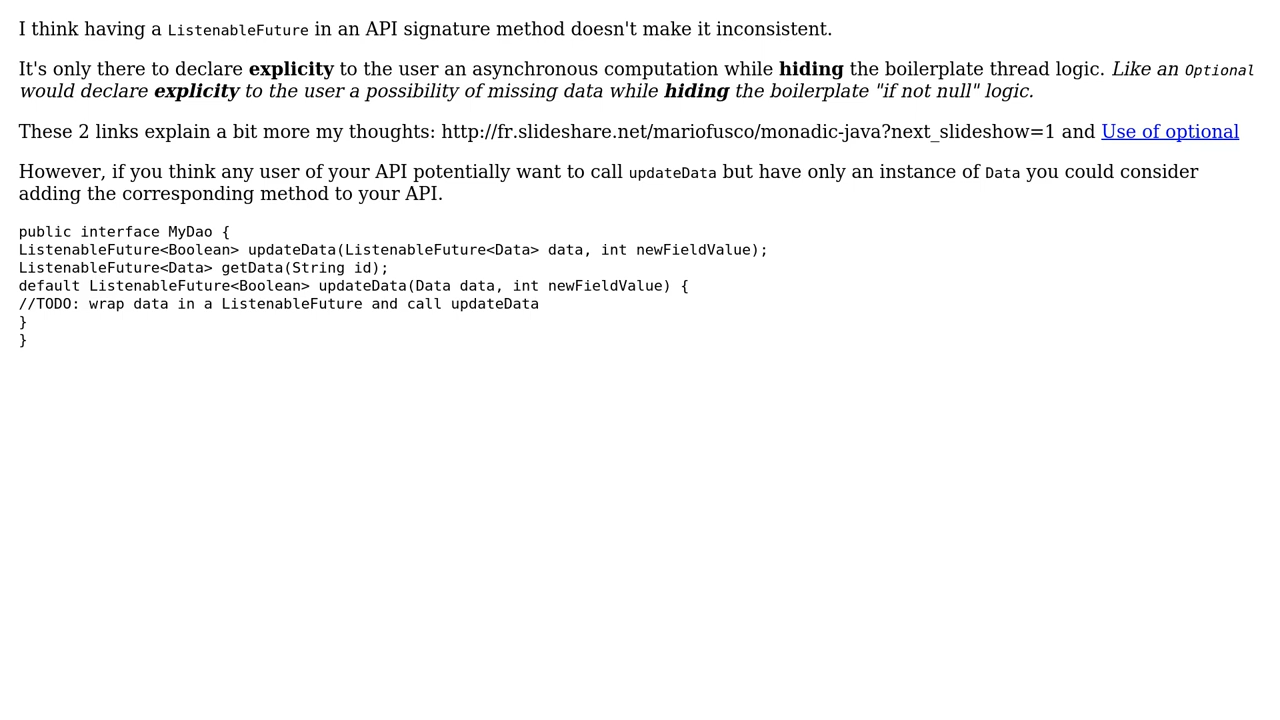 I think having a ListenableFuture in an API signature method doesn't make it inconsistent.
It's only there to declare explicity to the user an asynchronous computation while hiding the boilerplate thread logic. Like an Optional
would declare explicity to the user a possibility of missing data while hiding the boilerplate "if not null" logic.
These 2 links explain a bit more my thoughts: http://fr.slideshare.net/mariofusco/monadic-java?next_slideshow=1 and Use of optional
However, if you think any user of your API potentially want to call updateData but have only an instance of Data you could consider
adding the corresponding method to your API.
public interface MyDao {
ListenableFuture<Boolean> updateData(ListenableFuture<Data> data, int newFieldValue);
ListenableFuture<Data> getData(String id);
default ListenableFuture<Boolean> updateData(Data data, int newFieldValue) {
//TODO: wrap data in a ListenableFuture and call updateData
}
}